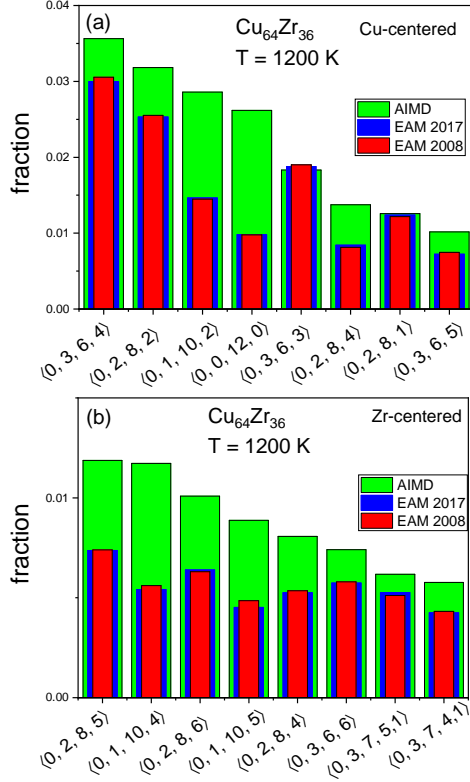 (a)
Cu64Zr36
Cu-centered
T = 1200 K
AIMD
EAM 2017
EAM 2008
fraction
0.04
0.03
0.02
0.01
0.00
⟨0, 3, 6, 4⟩
⟨0, 2, 8, 2⟩
⟨0, 1, 10, 2⟩
⟨0, 0, 12, 0⟩
⟨0, 3, 6, 3⟩
⟨0, 2, 8, 4⟩
⟨0, 2, 8, 1⟩
⟨0, 3, 6, 5⟩
(b)
Cu64Zr36
Zr-centered
T = 1200 K
AIMD
EAM 2017
EAM 2008
fraction
0.01
0.00
⟨0, 2, 8, 5⟩
⟨0, 1, 10, 4⟩
⟨0, 2, 8, 6⟩
⟨0, 1, 10, 5⟩
⟨0, 2, 8, 4⟩
⟨0, 3, 6, 6⟩
⟨0, 3, 7, 5,1⟩
⟨0, 3, 7, 4,1⟩